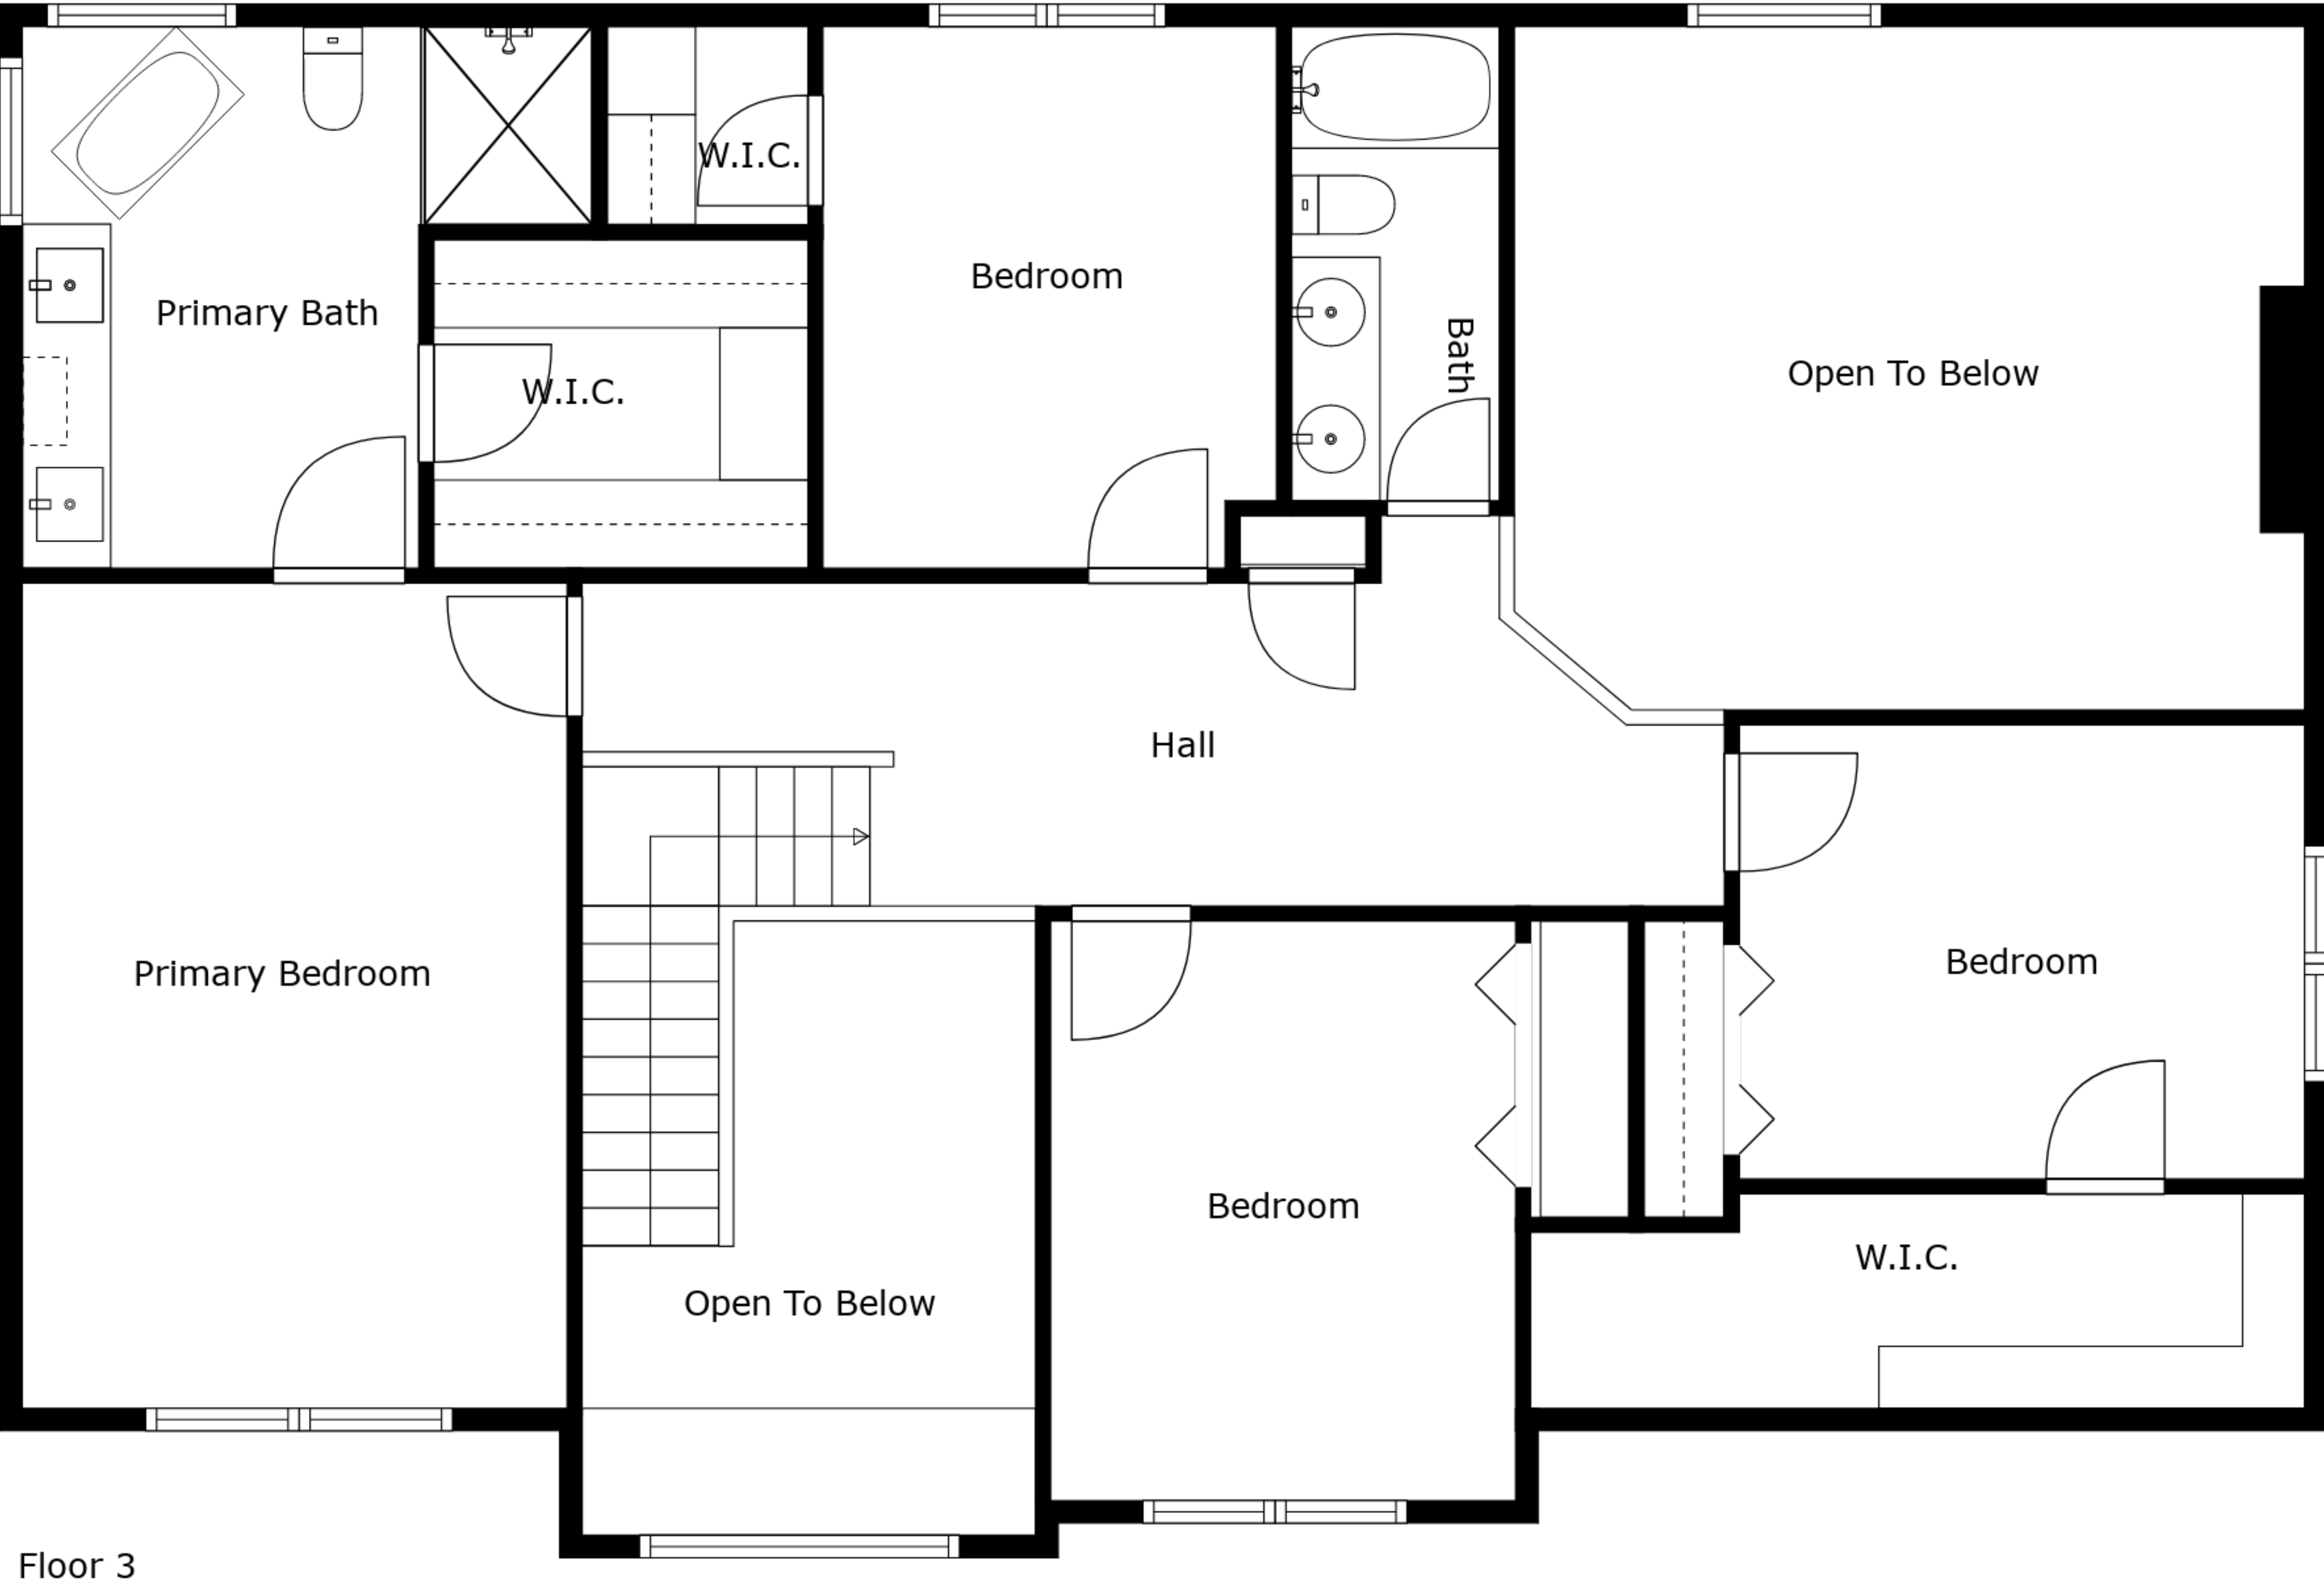 W.I.C.
Bedroom
Primary Bath
Bath
Open To Below
W.I.C.
Hall
Primary Bedroom
Bedroom
Bedroom
W.I.C.
Open To Below
Floor 3